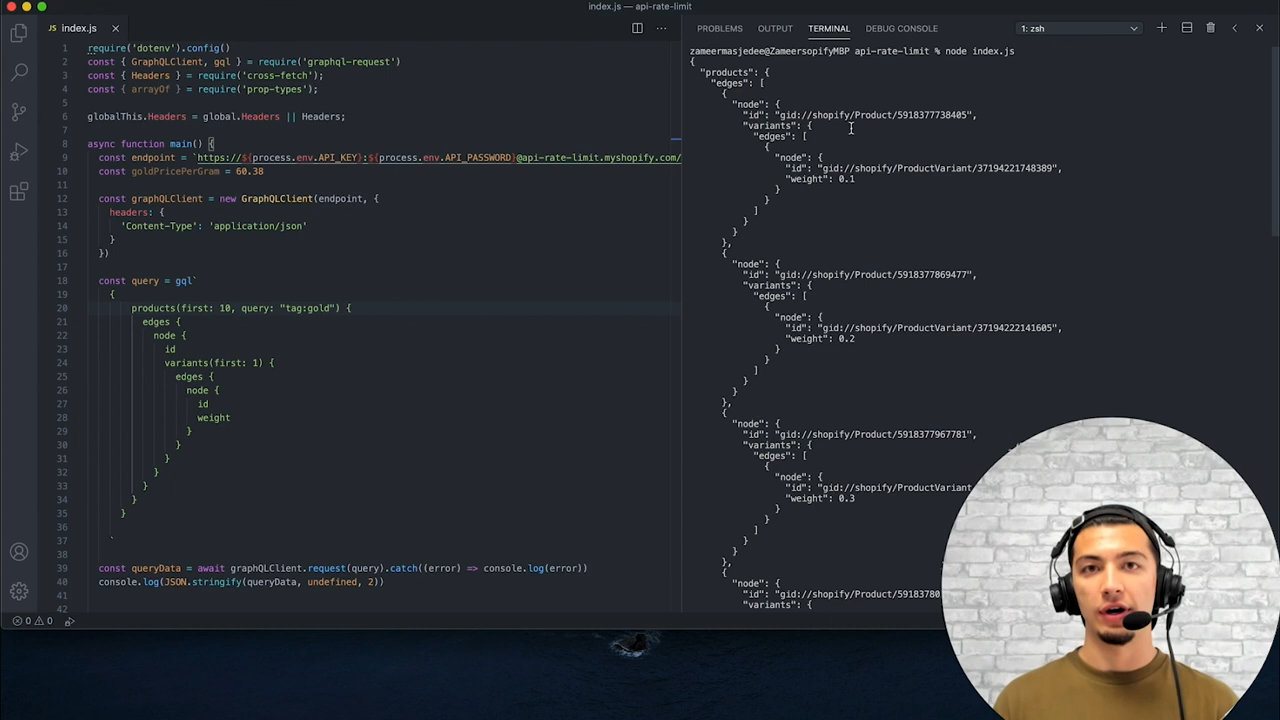 index.js — api-rate-limit
JS index.js
PROBLEMS OUTPUT TERMINAL DEBUG CONSOLE 1: zsh
1 require('dotenv').config()
2 const { GraphQLClient, gql } = require('graphql-request')
3 const { Headers } = require('cross-fetch');
4 const { arrayOf } = require('prop-types');
5
6 globalThis.Headers = global.Headers || Headers;
7
8 async function main() {
9 const endpoint = `https://${process.env.API_KEY}:${process.env.API_PASSWORD}@api-rate-limit.myshopify.com/
10 const goldPricePerGram = 60.38
11
12 const graphQLClient = new GraphQLClient(endpoint, {
13 headers: {
14 'Content-Type': 'application/json'
15 }
16 })
17
18 const query = gql`
19 {
20 products(first: 10, query: "tag:gold") {
21 edges {
22 node {
23 id
24 variants(first: 1) {
25 edges {
26 node {
27 id
28 weight
29 }
30 }
31 }
32 }
33 }
34 }
35 }
36
37 `
38
39 const queryData = await graphQLClient.request(query).catch((error) => console.log(error))
40 console.log(JSON.stringify(queryData, undefined, 2))
41
42
zameermasjedee@ZameersopifyMBP api-rate-limit % node index.js
{
"products": {
"edges": [
{
"node": {
"id": "gid://shopify/Product/5918377738405",
"variants": {
"edges": [
{
"node": {
"id": "gid://shopify/ProductVariant/37194221748389",
"weight": 0.1
}
}
]
}
}
},
{
"node": {
"id": "gid://shopify/Product/5918377869477",
"variants": {
"edges": [
{
"node": {
"id": "gid://shopify/ProductVariant/37194222141605",
"weight": 0.2
}
}
]
}
}
},
{
"node": {
"id": "gid://shopify/Product/5918377967781",
"variants": {
"edges": [
{
"node": {
"id": "gid://shopify/ProductVariant
"weight": 0.3
}
}
]
}
}
},
{
"node": {
"id": "gid://shopify/Product/59183780
"variants": {
0 0